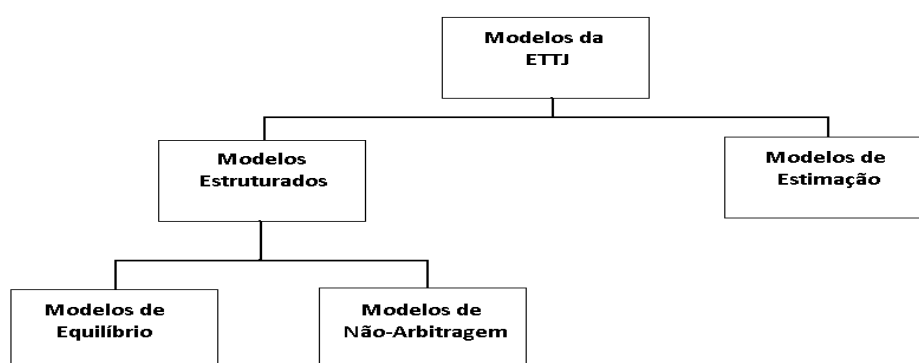 Modelos da
ETTJ
Modelos
Estruturados
Modelos de
Estimação
Modelos de
Equilíbrio
Modelos de
Não-Arbitragem